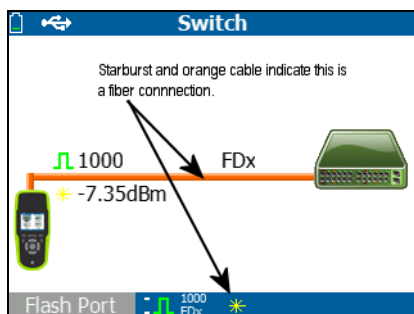 Switch
Starburst and orange cable indicate this is
a fiber connnection.
1000 FDx
-7.35dBm
Flash Port 1000
FDx